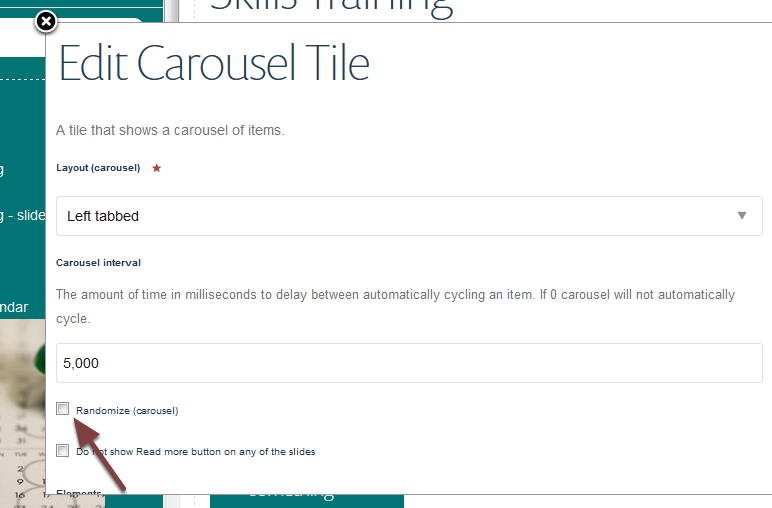 Skills Training
Edit Carousel Tile
A tile that shows a carousel of items.
Layout (carousel) ★
Left tabbed
g
g - slide
Carousel interval
The amount of time in milliseconds to delay between automatically cycling an item. If 0 carousel will not automatically
cycle.
ndar
5,000
Randomize (carousel)
Do not show Read more button on any of the slides
Elements